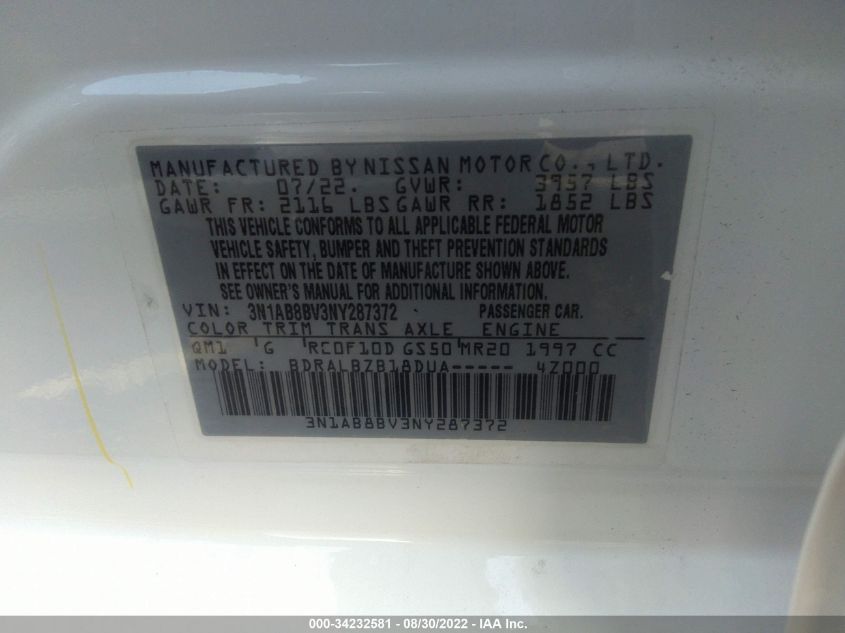 MANUFACTURED BY NISSAN MOTOR CO., LTD.
DATE: 07/22. GVWR: 3957 LBS
GAWR FR: 2116 LBS GAWR RR: 1852 LBS
THIS VEHICLE CONFORMS TO ALL APPLICABLE FEDERAL MOTOR
VEHICLE SAFETY, BUMPER AND THEFT PREVENTION STANDARDS
IN EFFECT ON THE DATE OF MANUFACTURE SHOWN ABOVE.
SEE OWNER'S MANUAL FOR ADDITIONAL INFORMATION.
VIN: 3N1AB8BV3NY287372 PASSENGER CAR.
COLOR TRIM TRANS AXLE ENGINE
QM1 G RE0F10D GS50 MR20 1997 CC
MODEL: BDRALBZB18DUA----- 4Z000
3N1AB8BV3NY287372
000-34232581 - 08/30/2022 - IAA Inc.